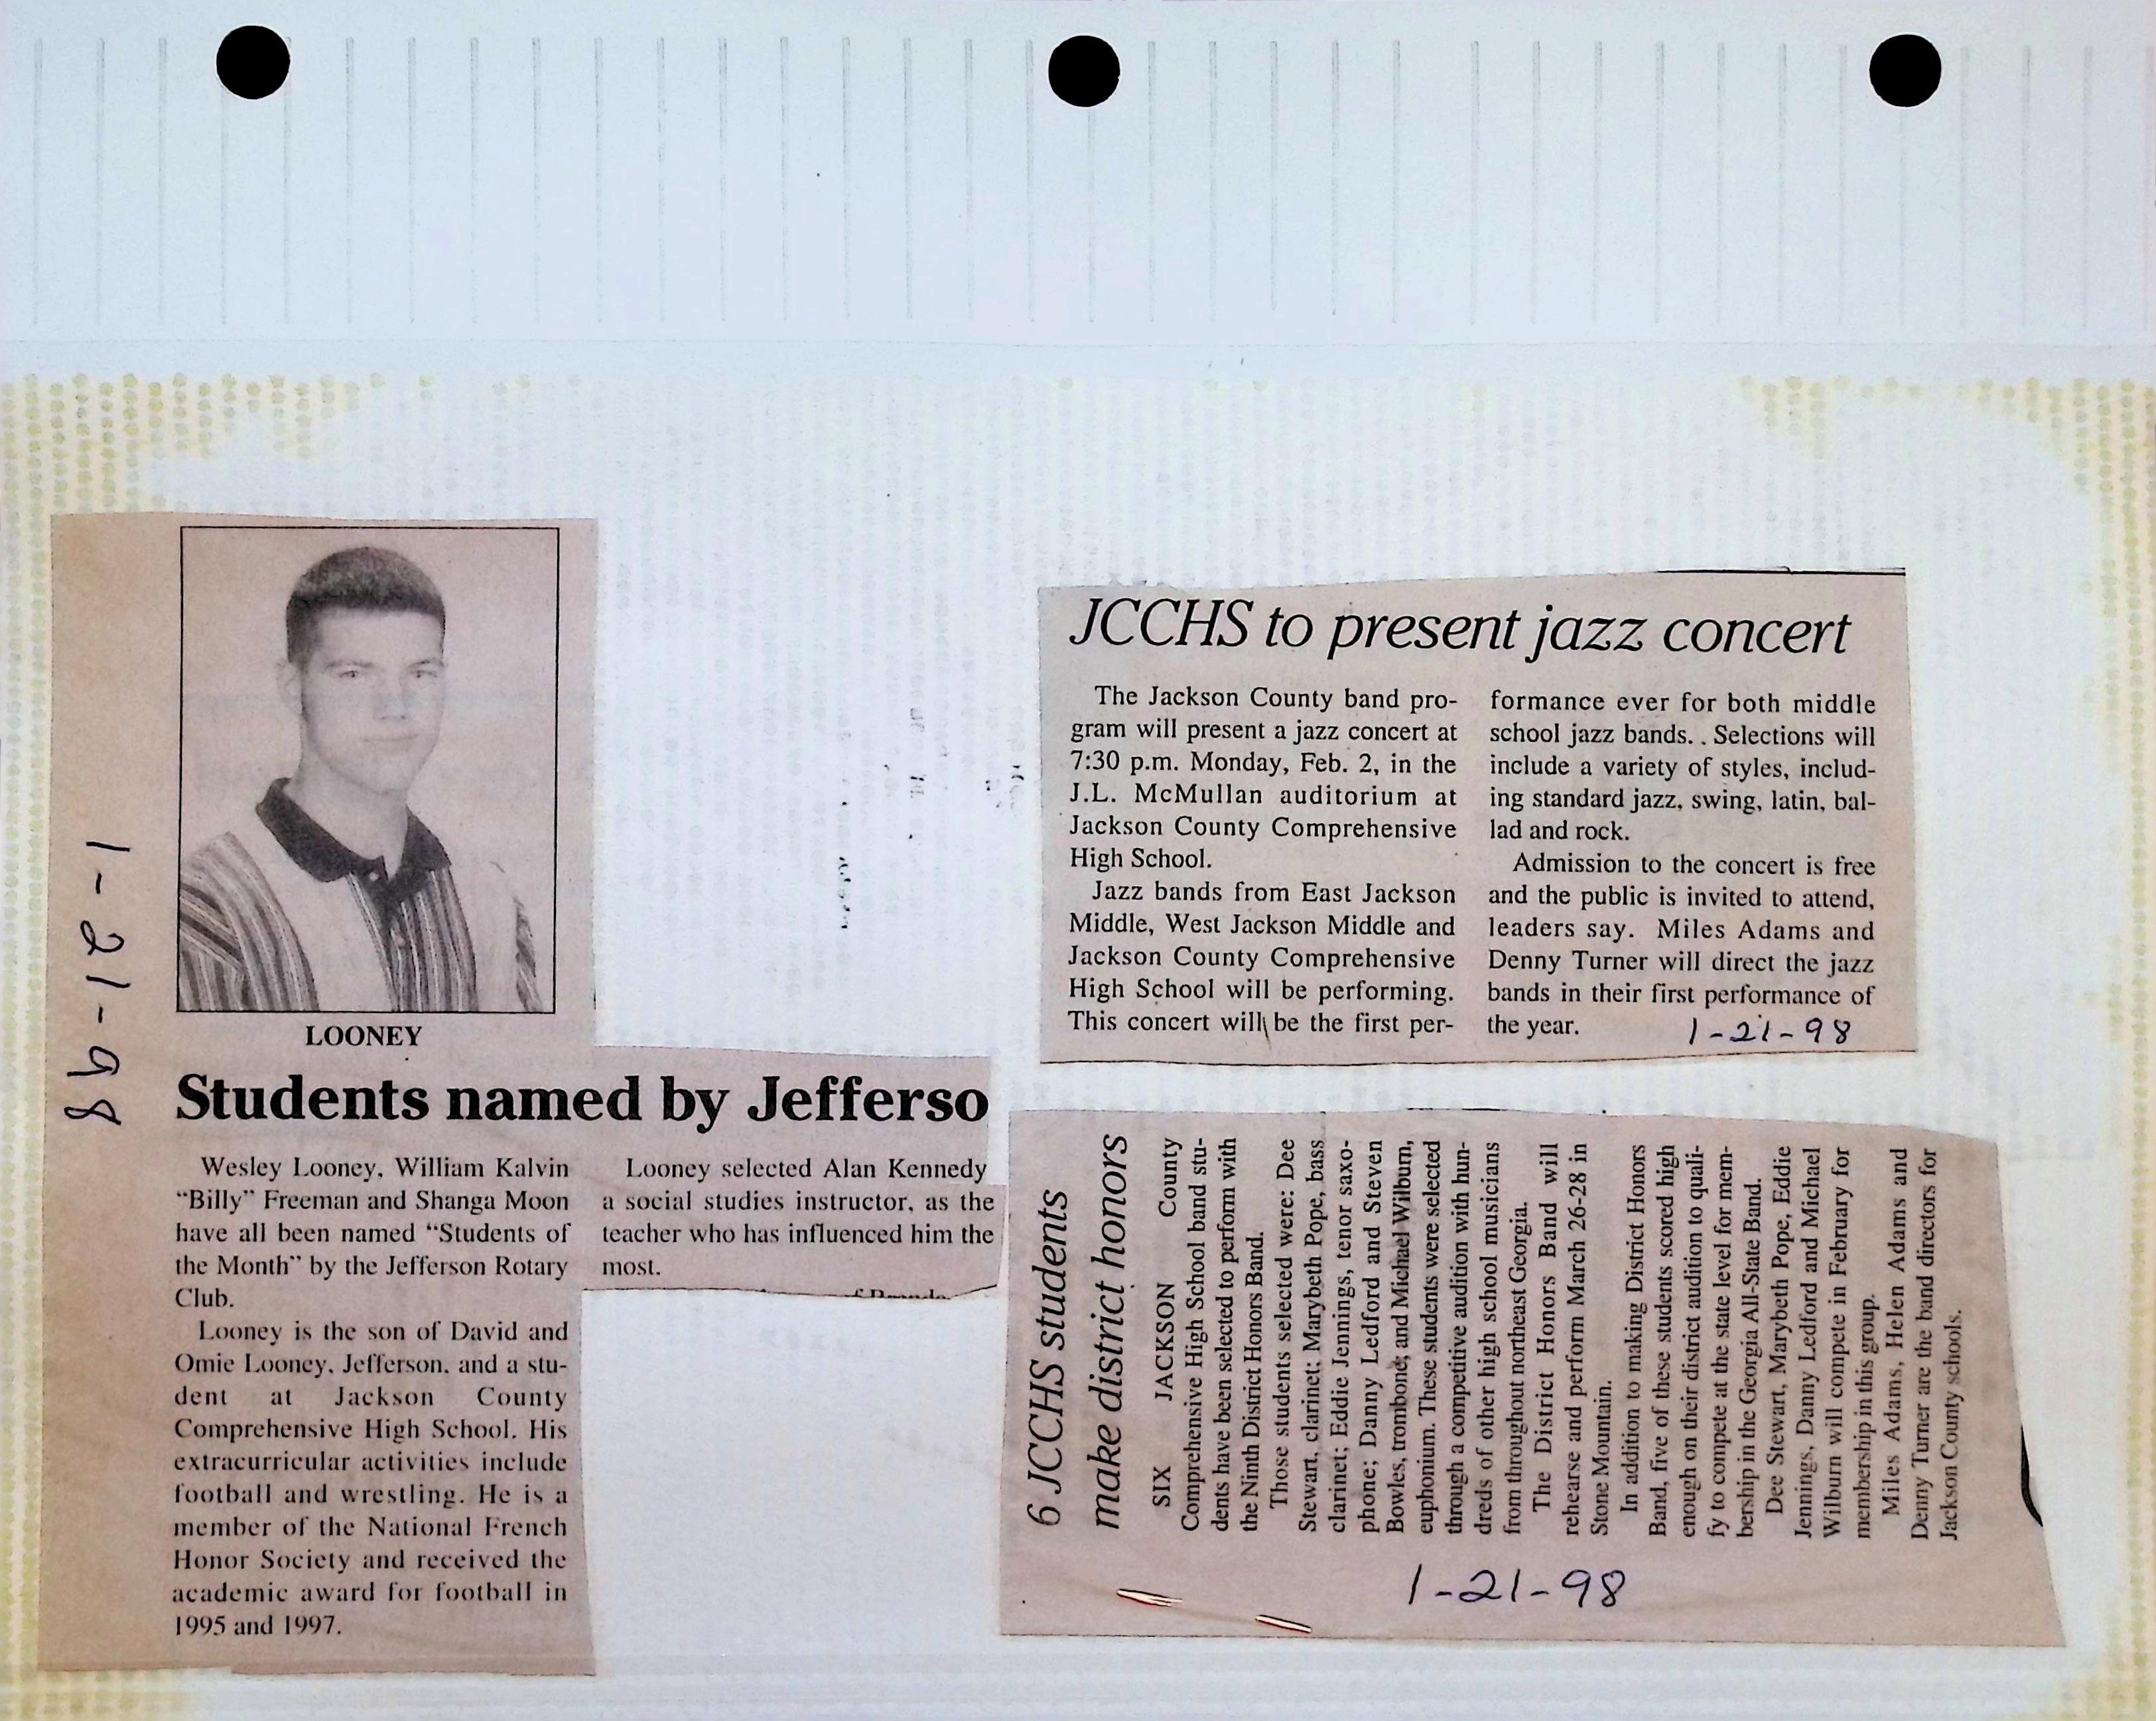 1-21-98
LOONEY
Students named by Jefferso
Wesley Looney, William Kalvin
“Billy” Freeman and Shanga Moon
have all been named “Students of
the Month” by the Jefferson Rotary
Club.
Looney is the son of David and
Omie Looney, Jefferson, and a stu-
dent at Jackson County
Comprehensive High School. His
extracurricular activities include
football and wrestling. He is a
member of the National French
Honor Society and received the
academic award for football in
1995 and 1997.
Looney selected Alan Kennedy
a social studies instructor, as the
teacher who has influenced him the
most.
JCCHS to present jazz concert
The Jackson County band pro-
gram will present a jazz concert at
7:30 p.m. Monday, Feb. 2, in the
J.L. McMullan auditorium at
Jackson County Comprehensive
High School.
Jazz bands from East Jackson
Middle, West Jackson Middle and
Jackson County Comprehensive
High School will be performing.
This concert will be the first per-
formance ever for both middle
school jazz bands. . Selections will
include a variety of styles, includ-
ing standard jazz, swing, latin, bal-
lad and rock.
Admission to the concert is free
and the public is invited to attend,
leaders say. Miles Adams and
Denny Turner will direct the jazz
bands in their first performance of
the year.
1-21-98
6 JCCHS students
make district honors
SIX JACKSON County
Comprehensive High School band stu-
dents have been selected to perform with
the Ninth District Honors Band.
Those students selected were: Dee
Stewart, clarinet; Marybeth Pope, bass
clarinet; Eddie Jennings, tenor saxo-
phone; Danny Ledford and Steven
Bowles, trombone; and Michael Wilburn,
euphonium. These students were selected
through a competitive audition with hun-
dreds of other high school musicians
from throughout northeast Georgia.
The District Honors Band will
rehearse and perform March 26-28 in
Stone Mountain.
In addition to making District Honors
Band, five of these students scored high
enough on their district audition to quali-
fy to compete at the state level for mem-
bership in the Georgia All-State Band.
Dee Stewart, Marybeth Pope, Eddie
Jennings, Danny Ledford and Michael
Wilburn will compete in February for
membership in this group.
Miles Adams, Helen Adams and
Denny Turner are the band directors for
Jackson County schools.
1-21-98